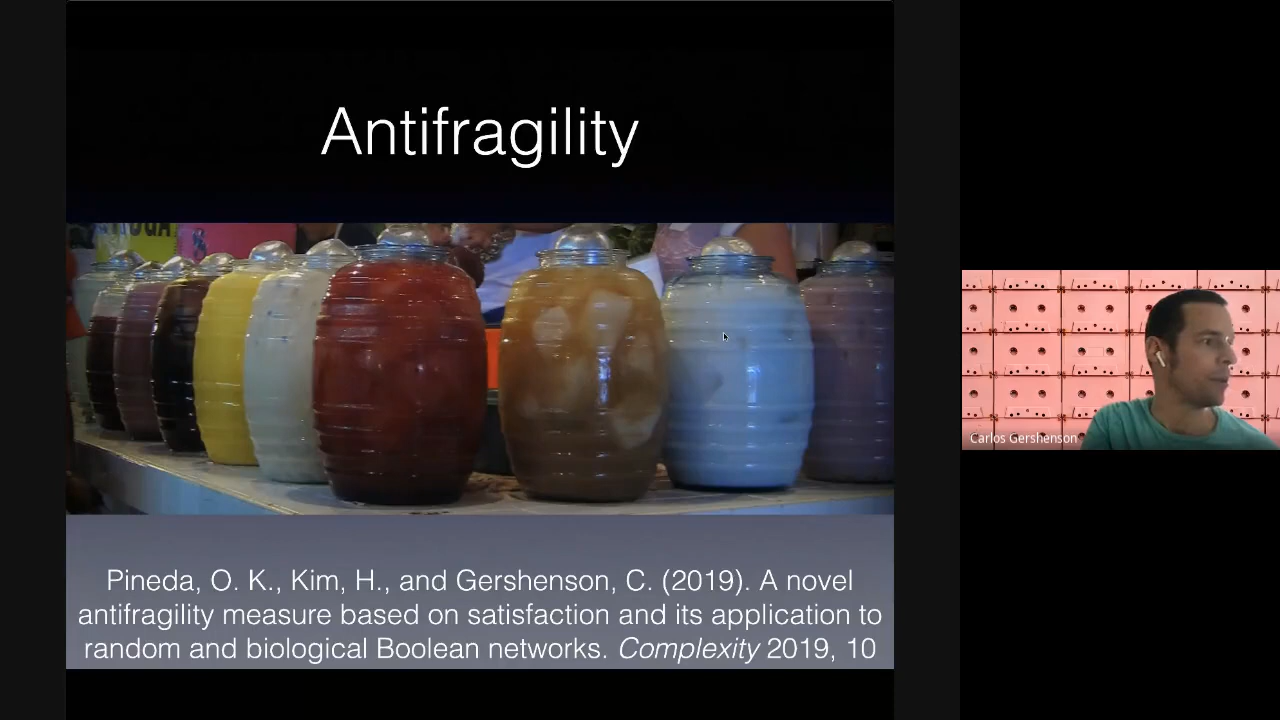 Antifragility
Pineda, O. K., Kim, H., and Gershenson, C. (2019). A novel
antifragility measure based on satisfaction and its application to
random and biological Boolean networks. Complexity 2019, 10
Carlos Gershenson